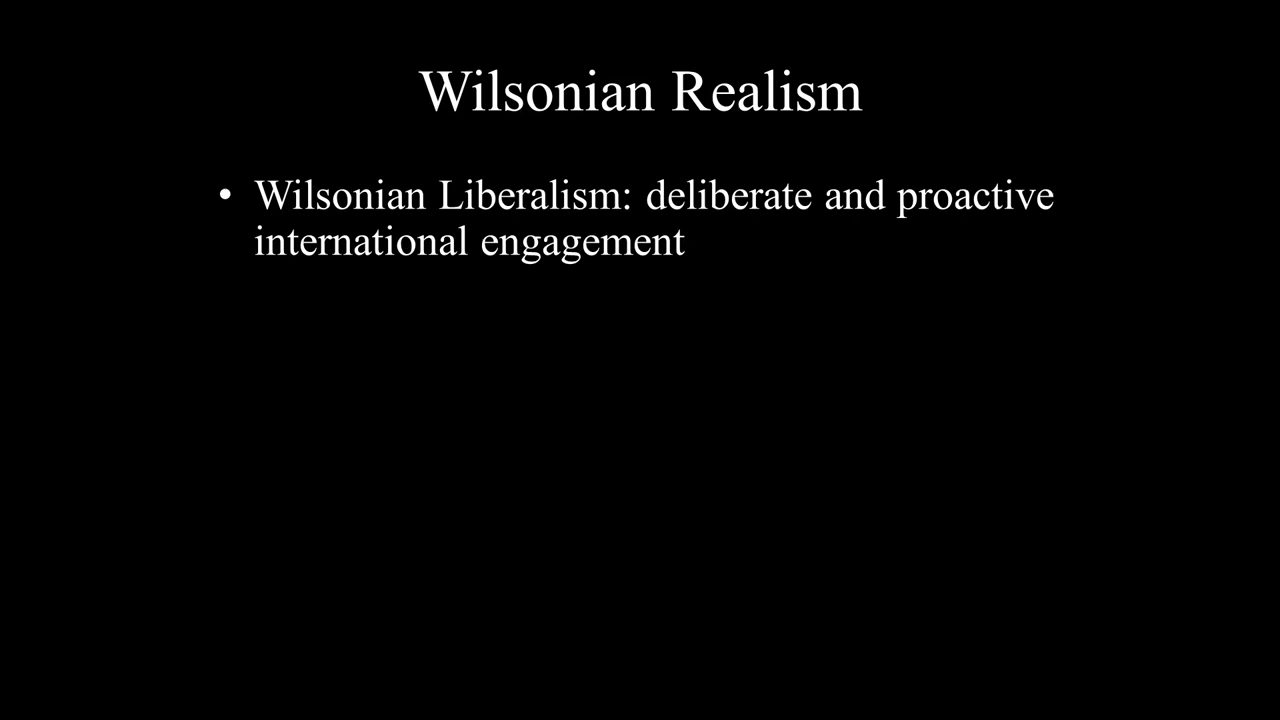 Wilsonian Realism
• Wilsonian Liberalism: deliberate and proactive
international engagement